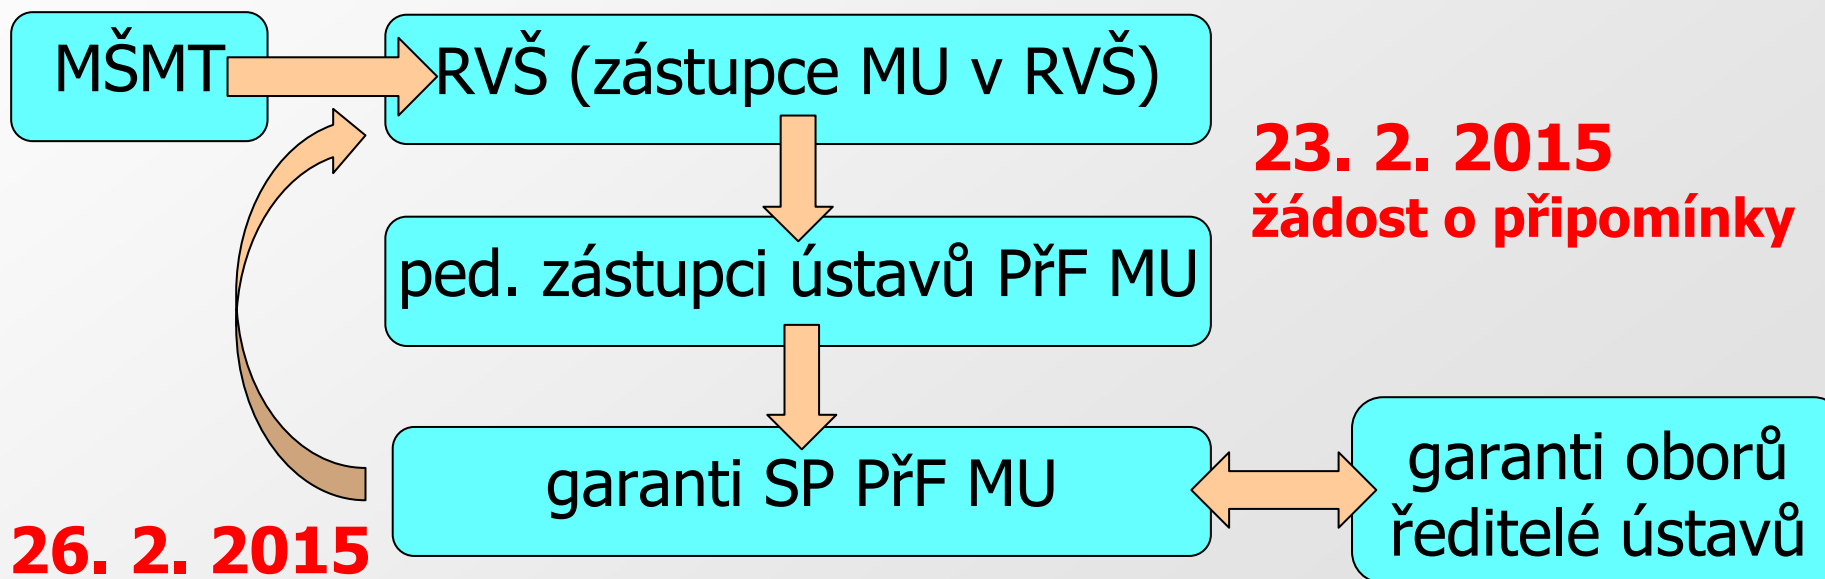 MŠMT
RVŠ (zástupce MU v RVŠ)
23. 2. 2015
žádost o připomínky
ped. zástupci ústavů PřF MU
garanti SP PřF MU
garanti oborů
ředitelé ústavů
26. 2. 2015